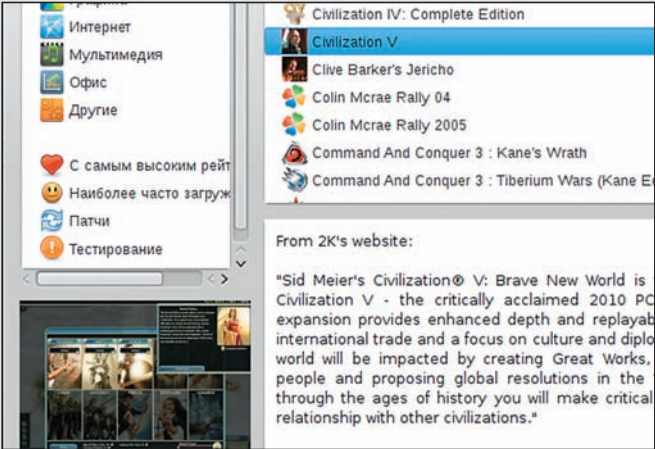 Графика
Интернет
Мультимедия
Офис
Другие
С самым высоким рейт
Наиболее часто загруж
Патчи
Тестирование
Civilization IV: Complete Edition
Civilization V
Clive Barker's Jericho
Colin Mcrae Rally 04
Colin Mcrae Rally 2005
Command And Conquer 3 : Kane's Wrath
Command And Conquer 3 : Tiberium Wars (Kane Ed
From 2K's website:
"Sid Meier's Civilization® V: Brave New World is
Civilization V - the critically acclaimed 2010 PC
expansion provides enhanced depth and replayab
international trade and a focus on culture and diplo
world will be impacted by creating Great Works,
people and proposing global resolutions in the
through the ages of history you will make critical
relationship with other civilizations."